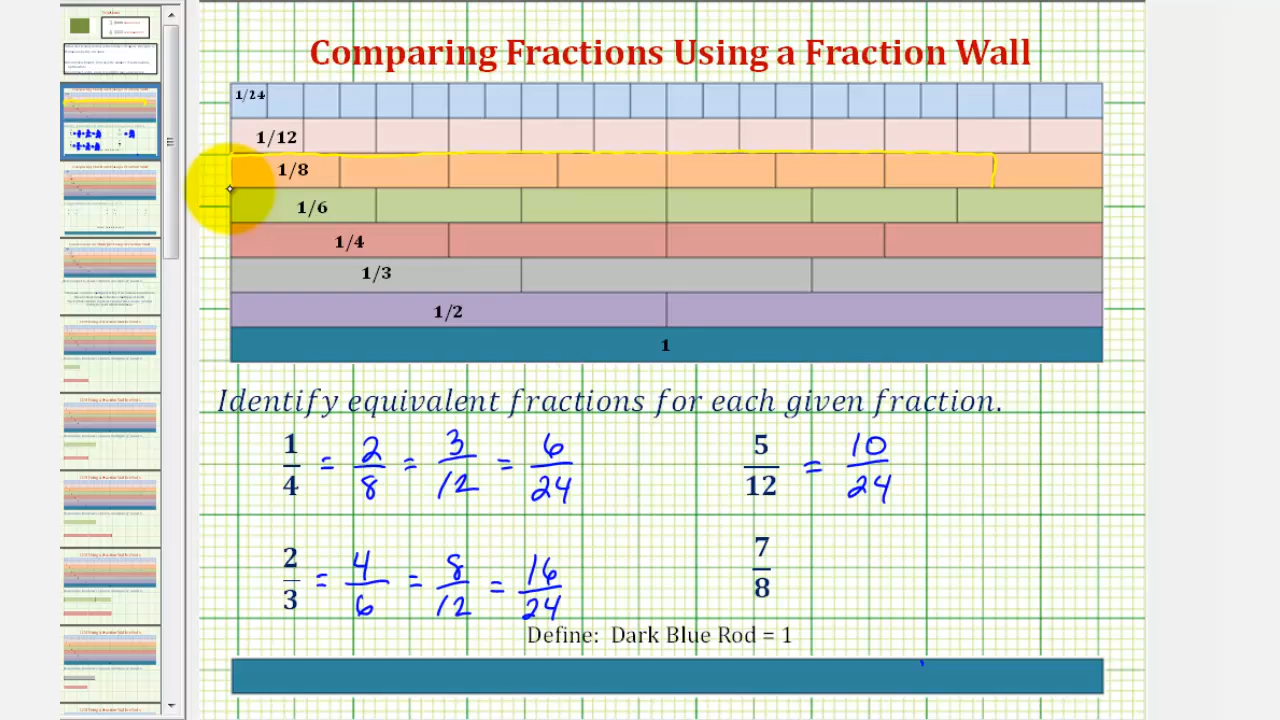 Comparing Fractions Using a Fraction Wall
1/24
1/12
1/8
1/6
1/4
1/3
1/2
1
Identify equivalent fractions for each given fraction.
1/4 = 2/8 = 3/12 = 6/24
5/12 = 10/24
2/3 = 4/6 = 8/12 = 16/24
7/8
Define: Dark Blue Rod = 1